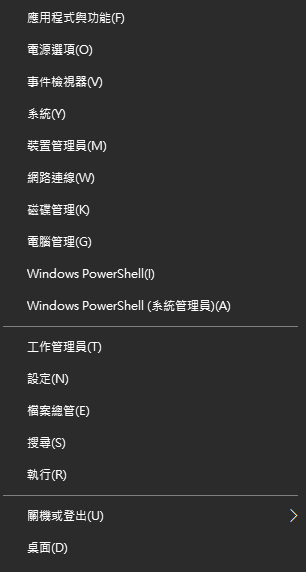 應用程式與功能(F)
電源選項(O)
事件檢視器(V)
系統(Y)
裝置管理員(M)
網路連線(W)
磁碟管理(K)
電腦管理(G)
Windows PowerShell(I)
Windows PowerShell (系統管理員)(A)
工作管理員(T)
設定(N)
檔案總管(E)
搜尋(S)
執行(R)
關機或登出(U)
桌面(D)